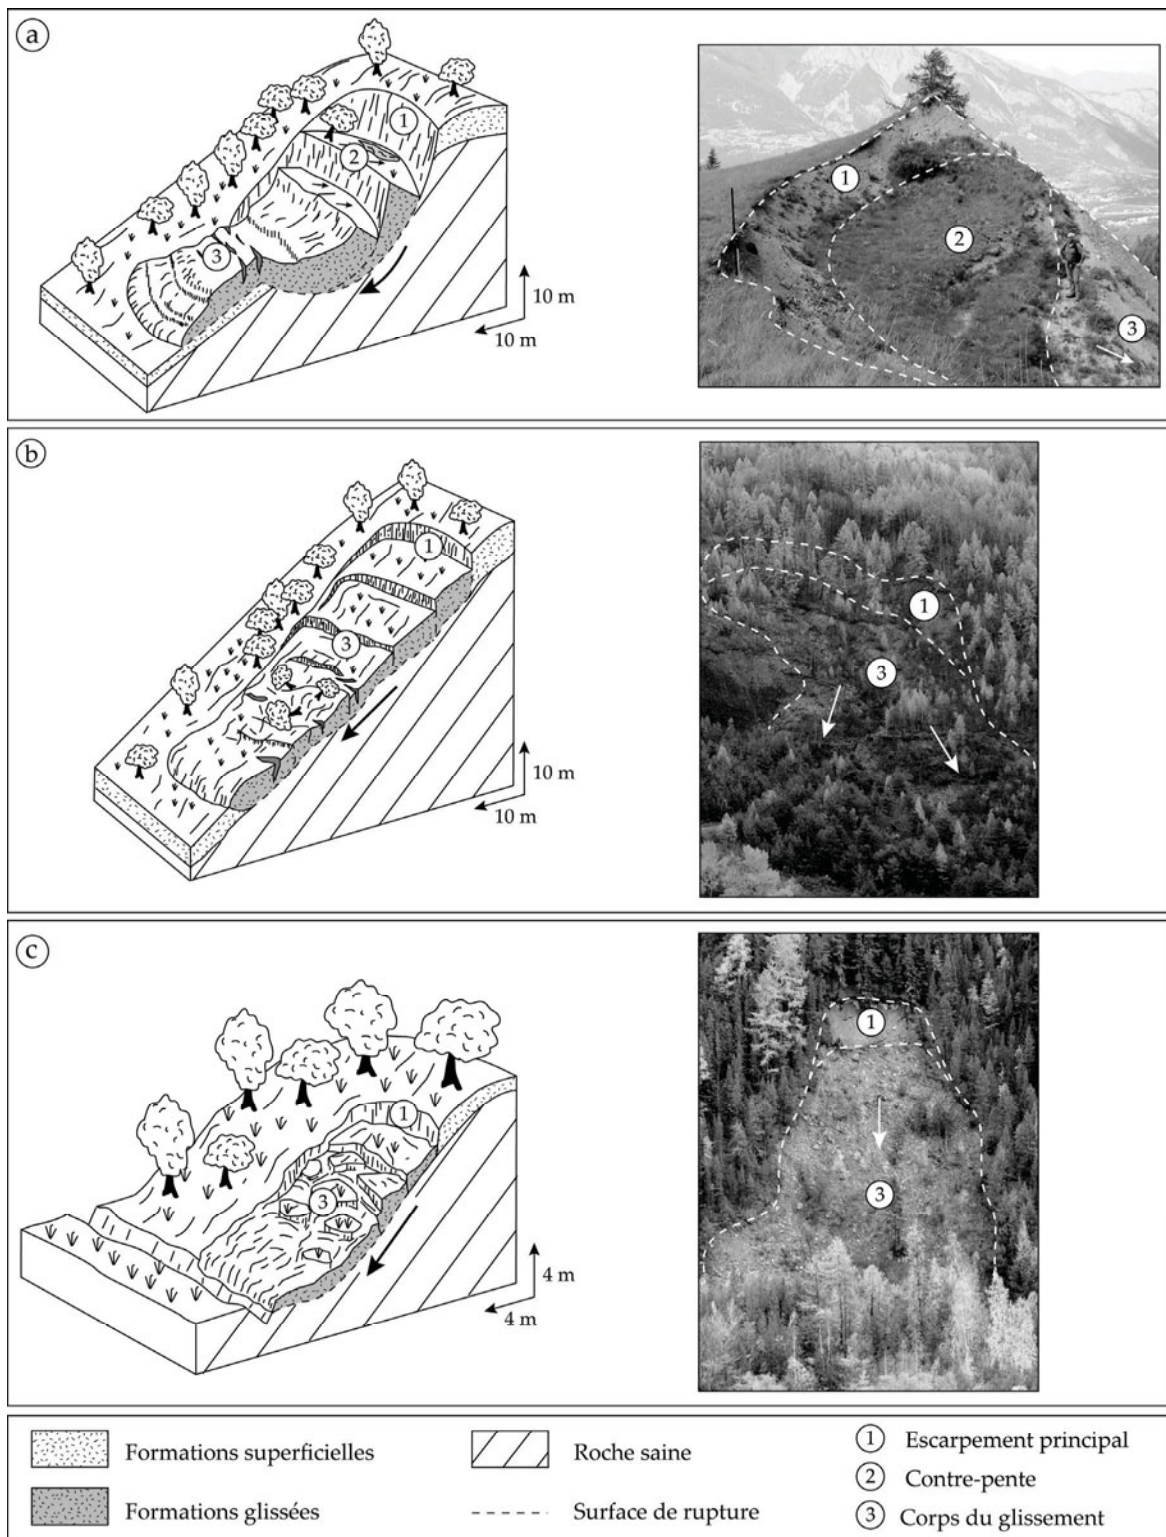 a
1
2
3
10 m
10 m
1
2
3
b
1
3
10 m
10 m
1
3
c
1
3
4 m
4 m
1
3
Formations superficielles
Roche saine
1 Escarpement principal
2 Contre-pente
Formations glissées
Surface de rupture
3 Corps du glissement